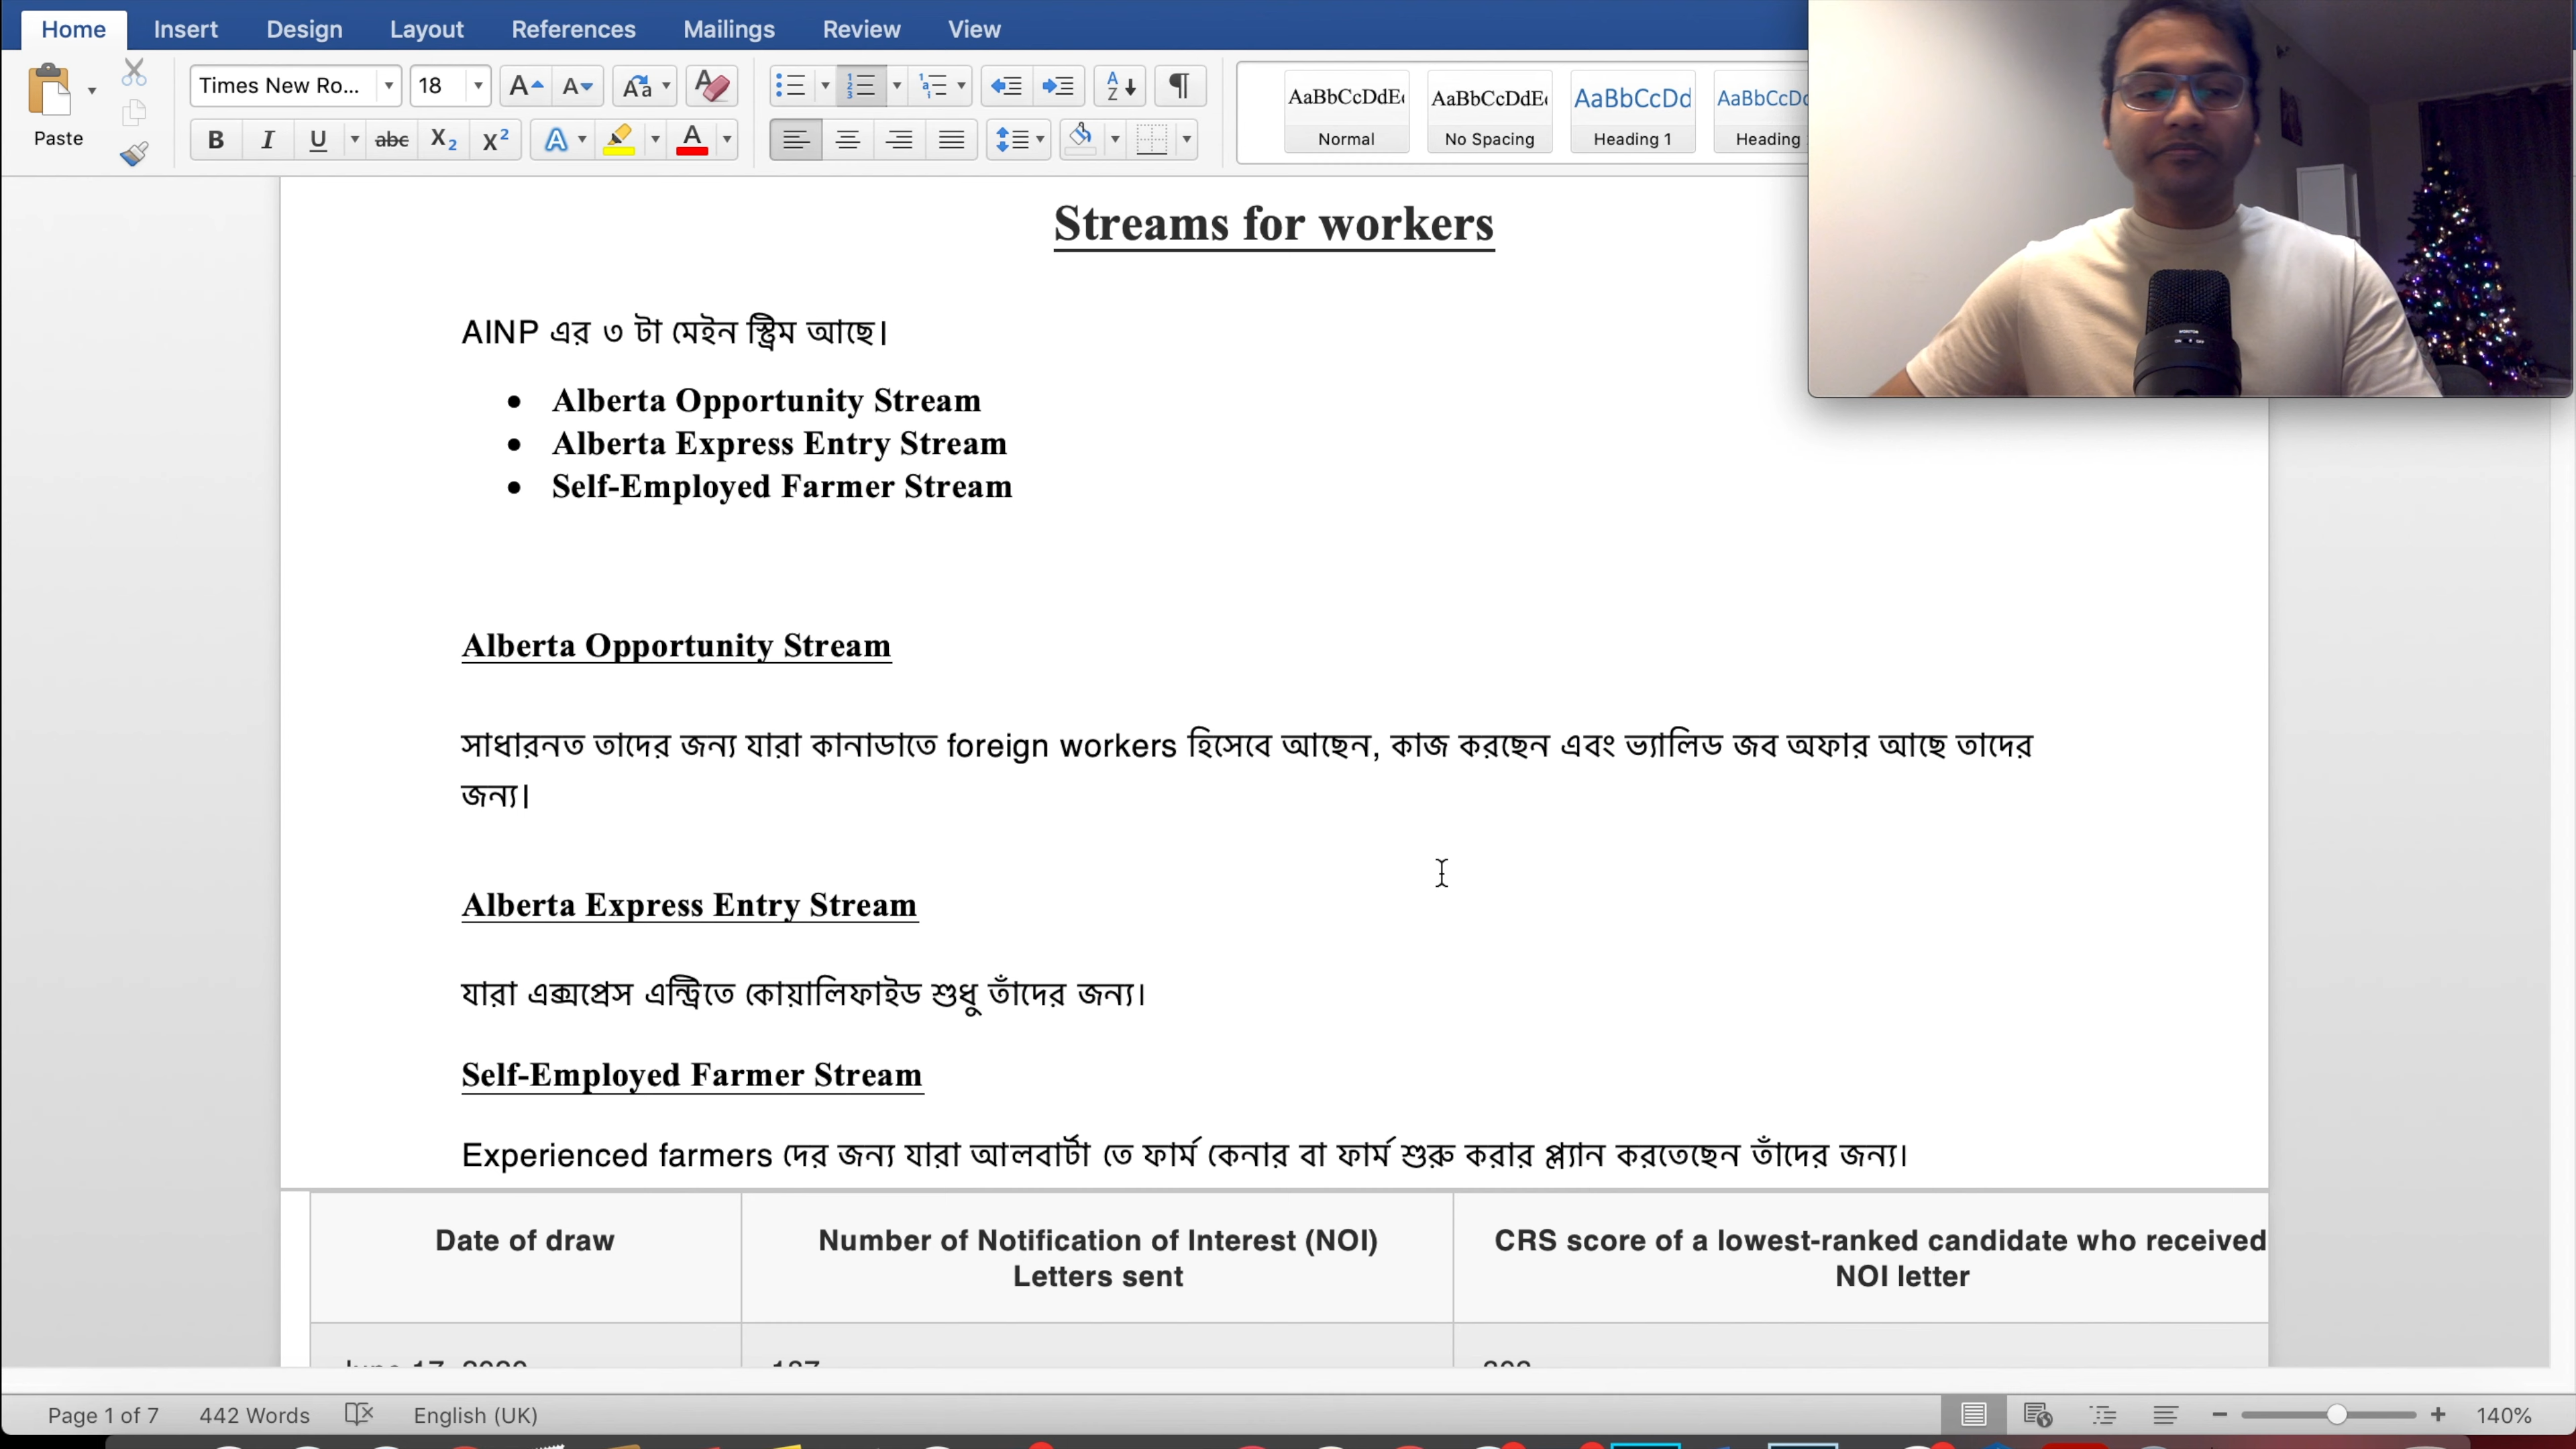 Home Insert Design Layout References Mailings Review View
Times New Ro... 18
Paste
AaBbCcDdE AaBbCcDdE AaBbCcDd AaBbCcDc
Normal No Spacing Heading 1 Heading
Streams for workers
AINP এর ৩ টা মেইন স্ট্রিম আছে।
• Alberta Opportunity Stream
• Alberta Express Entry Stream
• Self-Employed Farmer Stream
Alberta Opportunity Stream
সাধারনত তাদের জন্য যারা কানাডাতে foreign workers হিসেবে আছেন, কাজ করছেন এবং ভ্যালিড জব অফার আছে তাদের
জন্য।
Alberta Express Entry Stream
যারা এক্সপ্রেস এন্ট্রিতে কোয়ালিফাইড শুধু তাঁদের জন্য।
Self-Employed Farmer Stream
Experienced farmers দের জন্য যারা আলবার্টা তে ফার্ম কেনার বা ফার্ম শুরু করার প্ল্যান করতেছেন তাঁদের জন্য।
Date of draw
Number of Notification of Interest (NOI)
Letters sent
CRS score of a lowest-ranked candidate who received
NOI letter
Page 1 of 7 442 Words English (UK) 140%